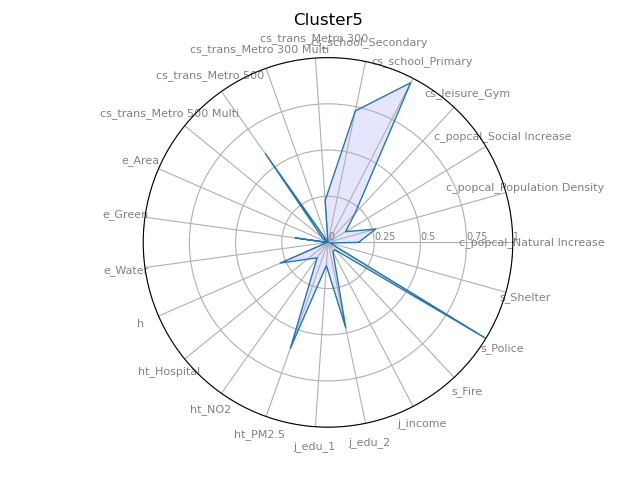 Cluster5
cs_trans_Metro 300
cs_school_Secondary
cs_trans_Metro 300 Multi
cs_school_Primary
cs_trans_Metro 500
cs_leisure_Gym
cs_trans_Metro 500 Multi
c_popcal_Social Increase
e_Area
c_popcal_Population Density
e_Green
0 0.25 0.5 0.75 1
c_popcal_Natural Increase
e_Water
s_Shelter
h
s_Police
ht_Hospital
s_Fire
ht_NO2
j_income
ht_PM2.5
j_edu_2
j_edu_1